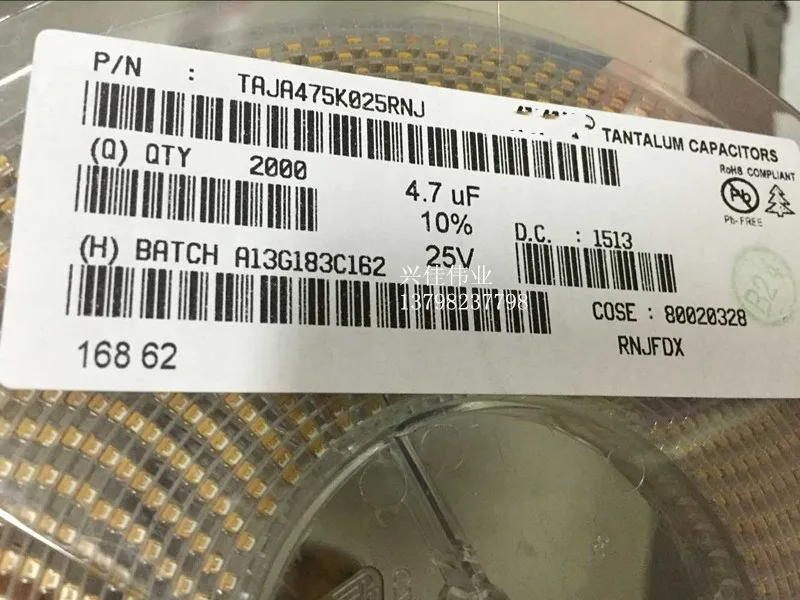 P/N : TAJA475K025RNJ
TANTALUM CAPACITORS
RoHS COMPLIANT
Pb
Pb-FREE
(Q) QTY 2000
4.7 uF
10%
25V
D.C. : 1513
(H) BATCH A13G183C162
兴佳伟业
13798237798
COSE : 80020328
RNJFDX
168 62
B2